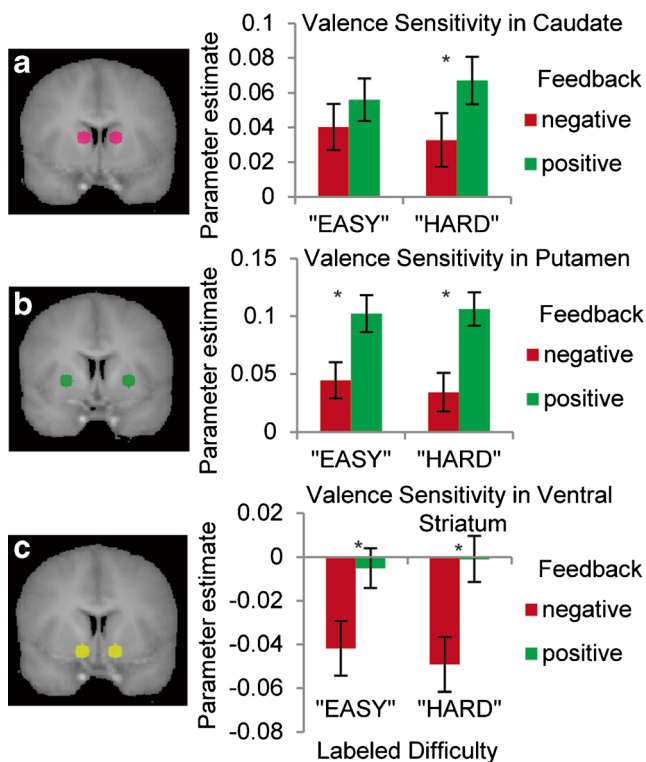 a
Valence Sensitivity in Caudate
Parameter estimate
0.1
0.08
0.06
0.04
0.02
0
*
"EASY"
"HARD"
Feedback
negative
positive
b
Valence Sensitivity in Putamen
Parameter estimate
0.15
0.1
0.05
0
*
*
"EASY"
"HARD"
Feedback
negative
positive
c
Valence Sensitivity in Ventral
Striatum
Parameter estimate
0.02
0
-0.02
-0.04
-0.06
-0.08
*
*
"EASY"
"HARD"
Labeled Difficulty
Feedback
negative
positive